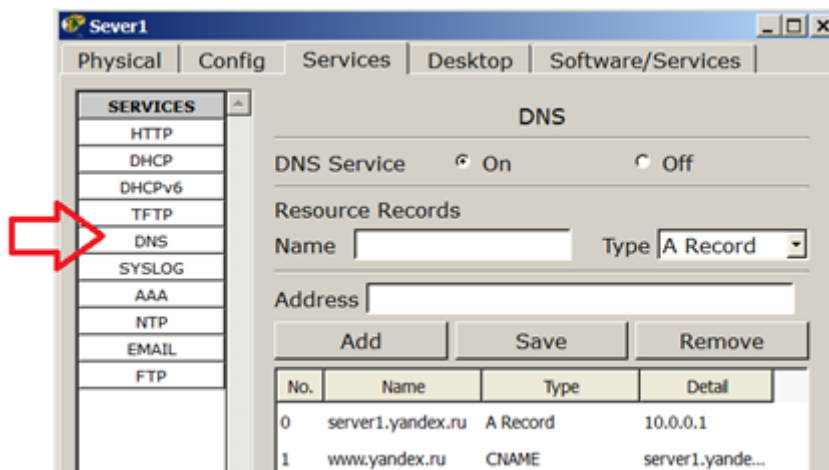 Sever1
Physical Config Services Desktop Software/Services
SERVICES
HTTP
DHCP
DHCPv6
TFTP
DNS
SYSLOG
AAA
NTP
EMAIL
FTP
DNS
DNS Service On Off
Resource Records
Name Type A Record
Address
Add Save Remove
No. Name Type Detail
0 server1.yandex.ru A Record 10.0.0.1
1 www.yandex.ru CNAME server1.yande...